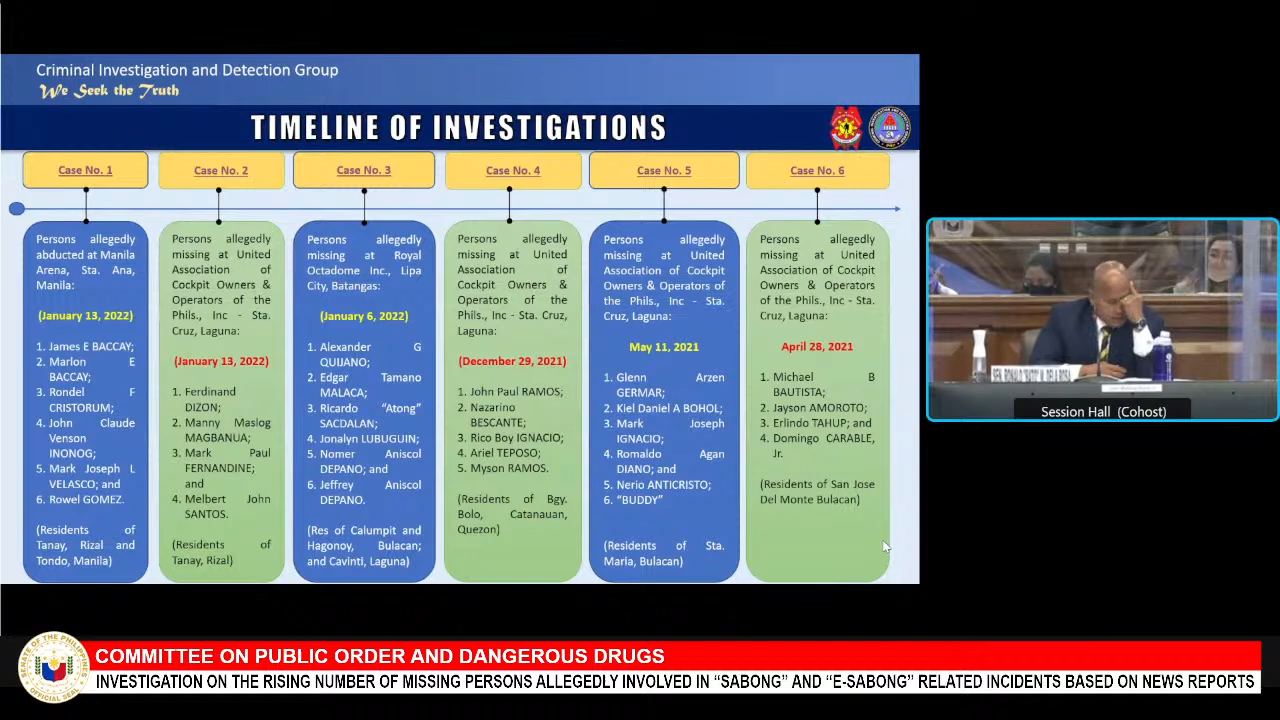 Criminal Investigation and Detection Group
We Seek the Truth
TIMELINE OF INVESTIGATIONS
Case No. 1
Persons allegedly
abducted at Manila
Arena, Sta. Ana,
Manila:
(January 13, 2022)
1. James E BACCAY;
2. Marlon E
BACCAY;
3. Rondel F
CRISTORUM;
4. John Claude
Venson
INONOG;
5. Mark Joseph L
VELASCO; and
6. Rowel GOMEZ.
(Residents of
Tanay, Rizal and
Tondo, Manila)
Case No. 2
Persons allegedly
missing at United
Association of
Cockpit Owners &
Operators of the
Phils., Inc - Sta.
Cruz, Laguna:
(January 13, 2022)
1. Ferdinand
DIZON;
2. Manny Maslog
MAGBANUA;
3. Mark Paul
FERNANDINE;
and
4. Melbert John
SANTOS.
(Residents of
Tanay, Rizal)
Case No. 3
Persons allegedly
missing at Royal
Octadome Inc., Lipa
City, Batangas:
(January 6, 2022)
1. Alexander G
QUIJANO;
2. Edgar Tamano
MALACA;
3. Ricardo “Atong”
SACDALAN;
4. Jonalyn LUBUGUIN;
5. Nomer Aniscol
DEPANO; and
6. Jeffrey Aniscol
DEPANO.
(Res of Calumpit and
Hagonoy, Bulacan;
and Cavinti, Laguna)
Case No. 4
Persons allegedly
missing at United
Association of
Cockpit Owners &
Operators of the
Phils., Inc - Sta. Cruz,
Laguna:
(December 29, 2021)
1. John Paul RAMOS;
2. Nazarino
BESCANTE;
3. Rico Boy IGNACIO;
4. Ariel TEPOSO;
5. Myson RAMOS.
(Residents of Bgy.
Bolo, Catanauan,
Quezon)
Case No. 5
Persons allegedly
missing at United
Association of Cockpit
Owners & Operators of
the Phils., Inc - Sta.
Cruz, Laguna:
May 11, 2021
1. Glenn Arzen
GERMAR;
2. Kiel Daniel A BOHOL;
3. Mark Joseph
IGNACIO;
4. Romaldo Agan
DIANO; and
5. Nerio ANTICRISTO;
6. “BUDDY”
(Residents of Sta.
Maria, Bulacan)
Case No. 6
Persons allegedly
missing at United
Association of Cockpit
Owners & Operators
of the Phils., Inc - Sta.
Cruz, Laguna:
April 28, 2021
1. Michael B
BAUTISTA;
2. Jayson AMOROTO;
3. Erlindo TAHUP; and
4. Domingo CARABLE,
Jr.
(Residents of San Jose
Del Monte Bulacan)
SEN. RONALD "BATO" M. DELA ROSA
Session Hall (Cohost)
SENATE OF THE PHILIPPINES
OFFICIAL SEAL
COMMITTEE ON PUBLIC ORDER AND DANGEROUS DRUGS
INVESTIGATION ON THE RISING NUMBER OF MISSING PERSONS ALLEGEDLY INVOLVED IN “SABONG” AND “E-SABONG” RELATED INCIDENTS BASED ON NEWS REPORTS